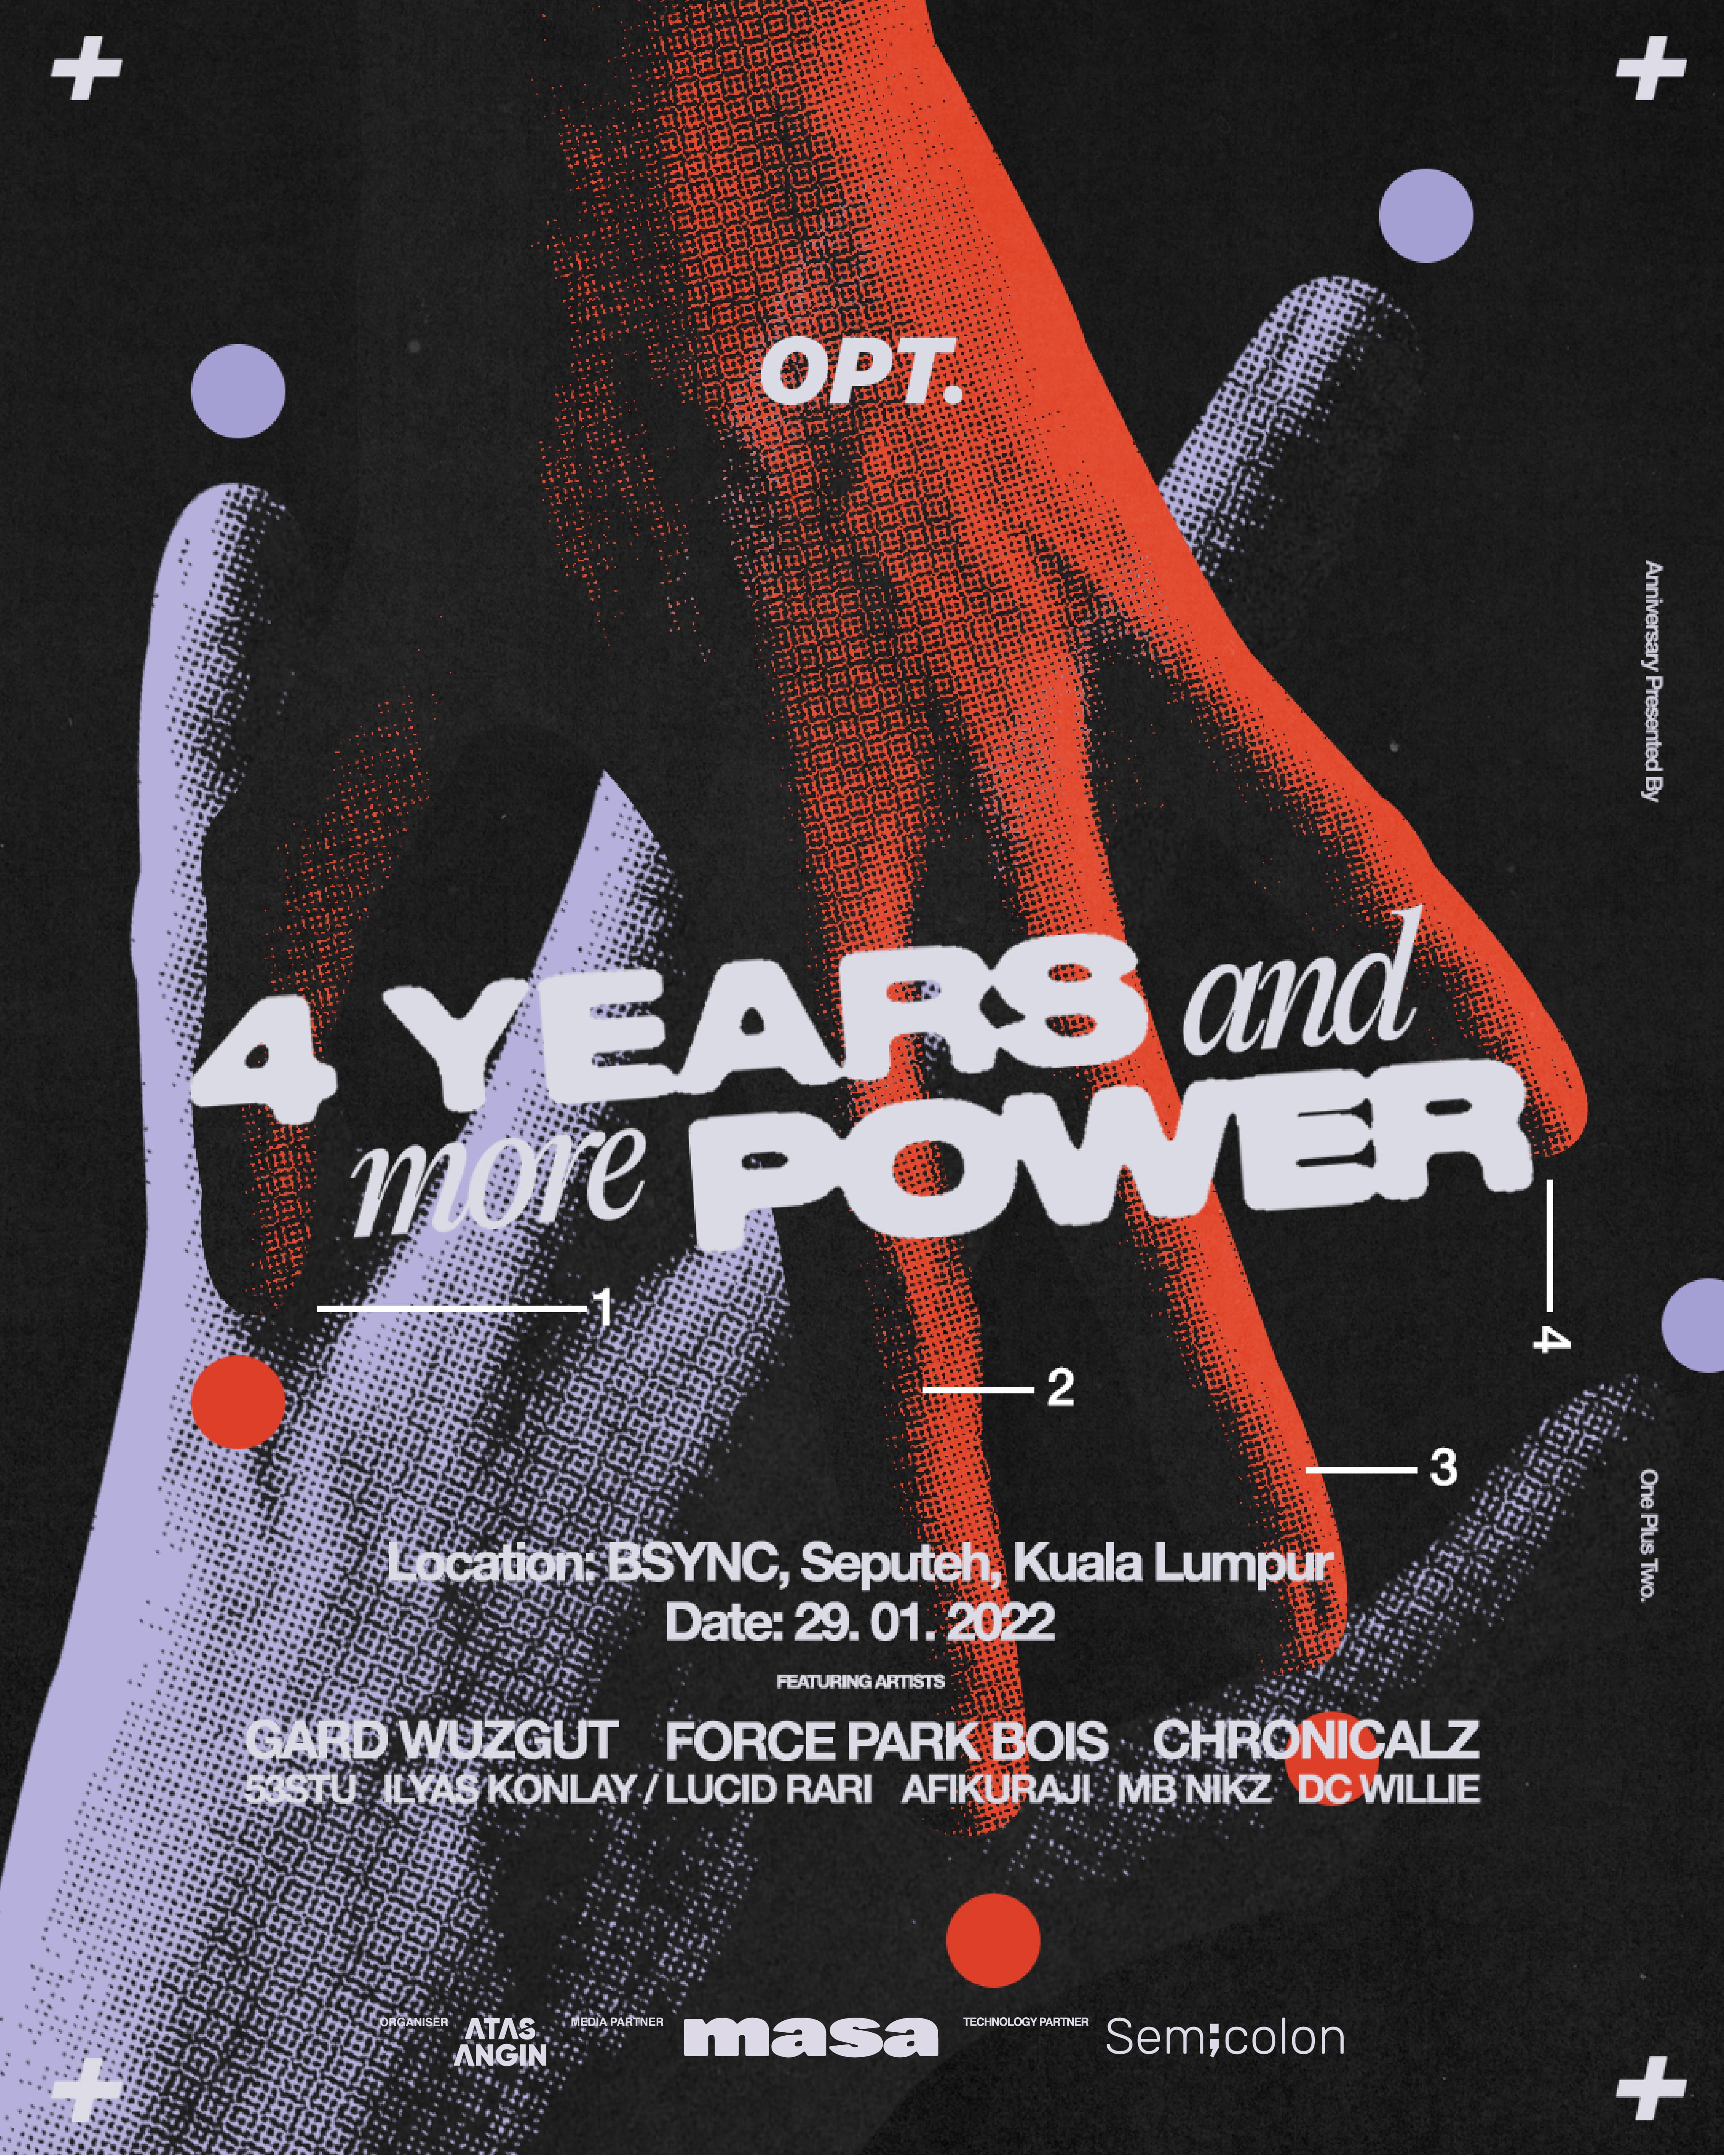 OPT.
Anniversary Presented By
4 YEARS and
more POWER
1
2
3
4
One Plus Two.
Location: BSYNC, Seputeh, Kuala Lumpur
Date: 29. 01. 2022
FEATURING ARTISTS
GARD WUZGUT FORCE PARK BOIS CHRONICALZ
53STU ILYAS KONLAY / LUCID RARI AFIKURAJI MB NIKZ DC WILLIE
ORGANISER ATAS ANGIN MEDIA PARTNER masa TECHNOLOGY PARTNER Sem;colon